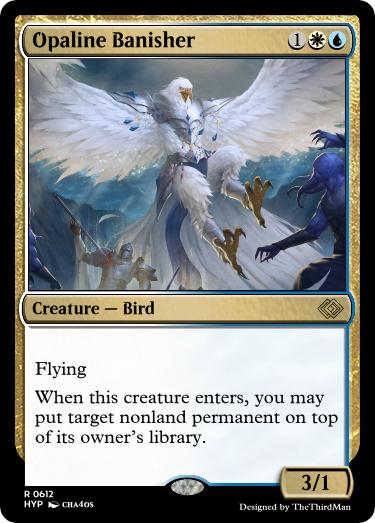 Opaline Banisher 1
Creature — Bird
Flying
When this creature enters, you may
put target nonland permanent on top
of its owner's library.
3/1
R 0612
HYP CHA4OS
Designed by TheThirdMan